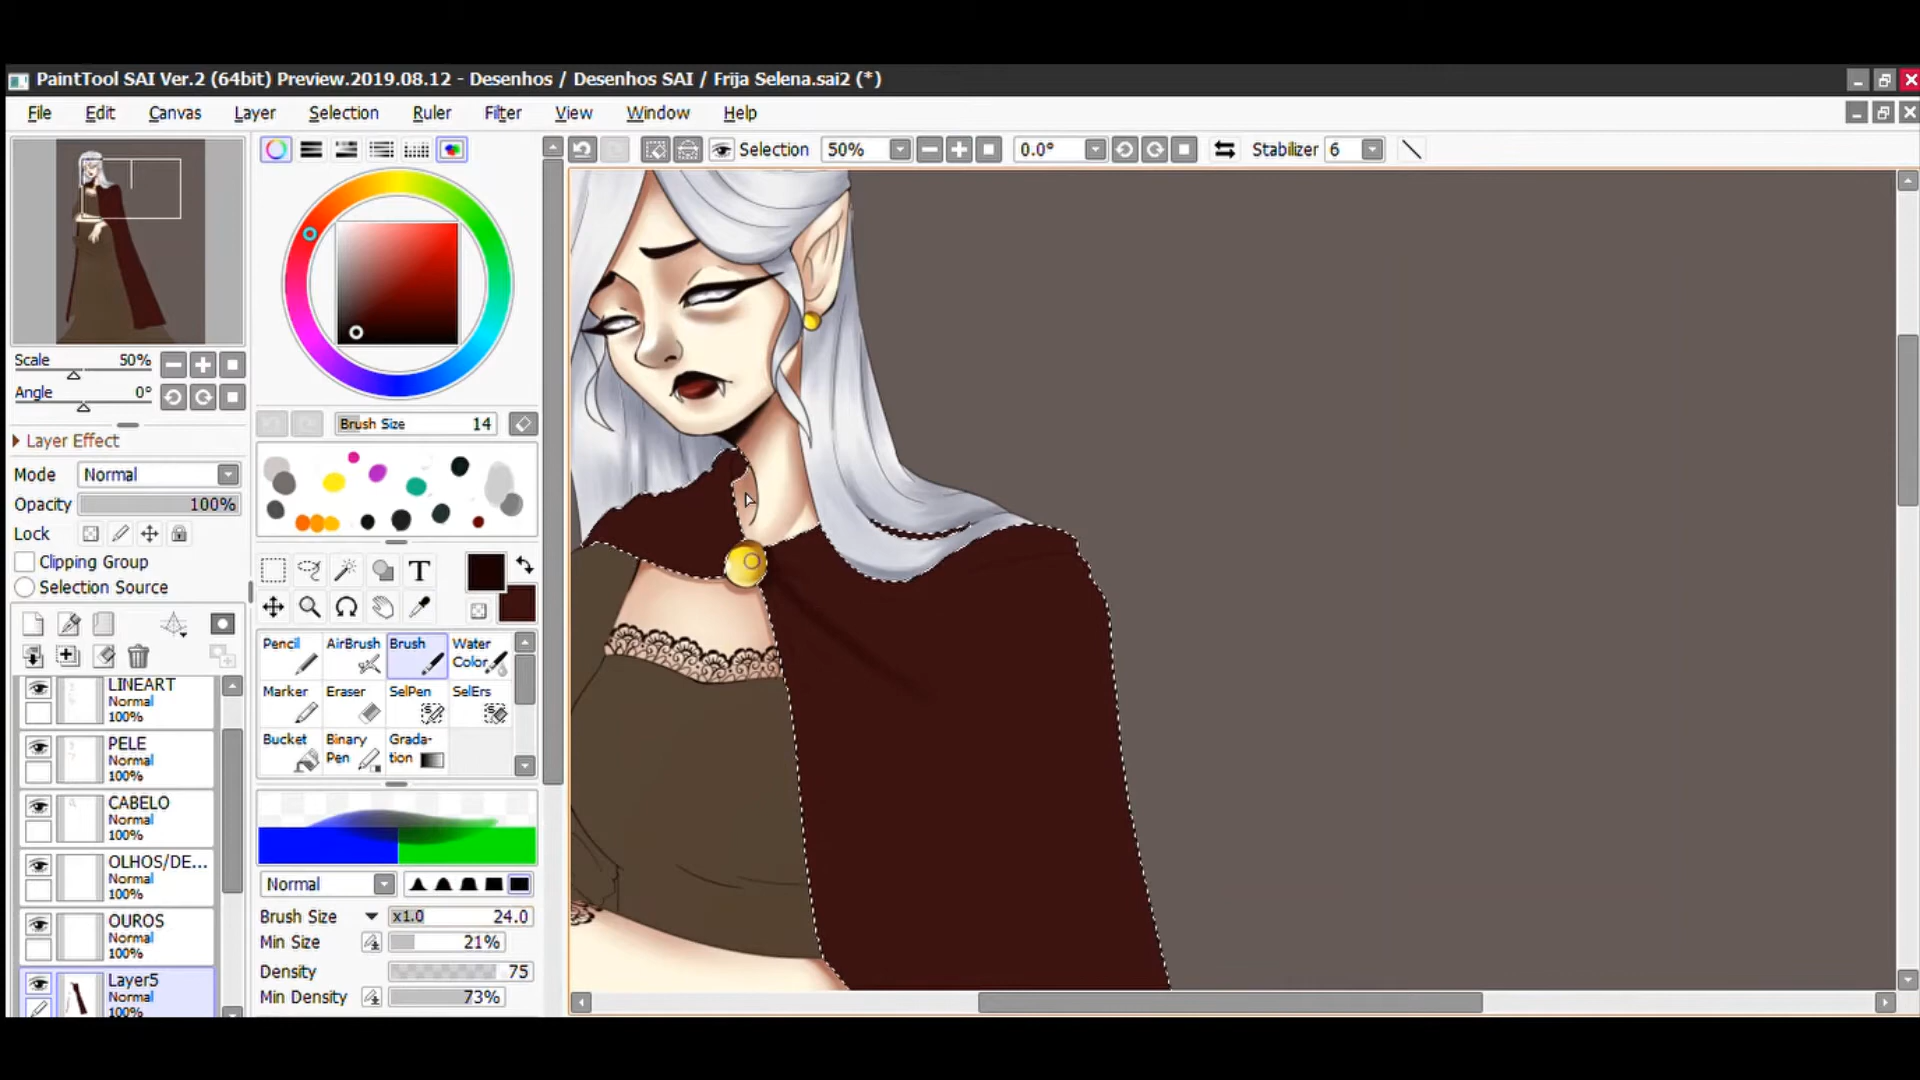 PaintTool SAI Ver.2 (64bit) Preview.2019.08.12 - Desenhos / Desenhos SAI / Frija Selena.sai2 (*)
File Edit Canvas Layer Selection Ruler Filter View Window Help
Selection 50% 0.0° Stabilizer 6
Scale 50%
Angle 0°
Layer Effect
Mode Normal
Opacity 100%
Lock
Clipping Group
Selection Source
LINEART
Normal
100%
PELE
Normal
100%
CABELO
Normal
100%
OLHOS/DE...
Normal
100%
OUROS
Normal
100%
Layer5
Normal
100%
Brush Size 14
T
Pencil AirBrush Brush Water Color
Marker Eraser SelPen SelErs
Bucket Binary Pen Grada-tion
Normal
Brush Size x1.0 24.0
Min Size 21%
Density 75
Min Density 73%